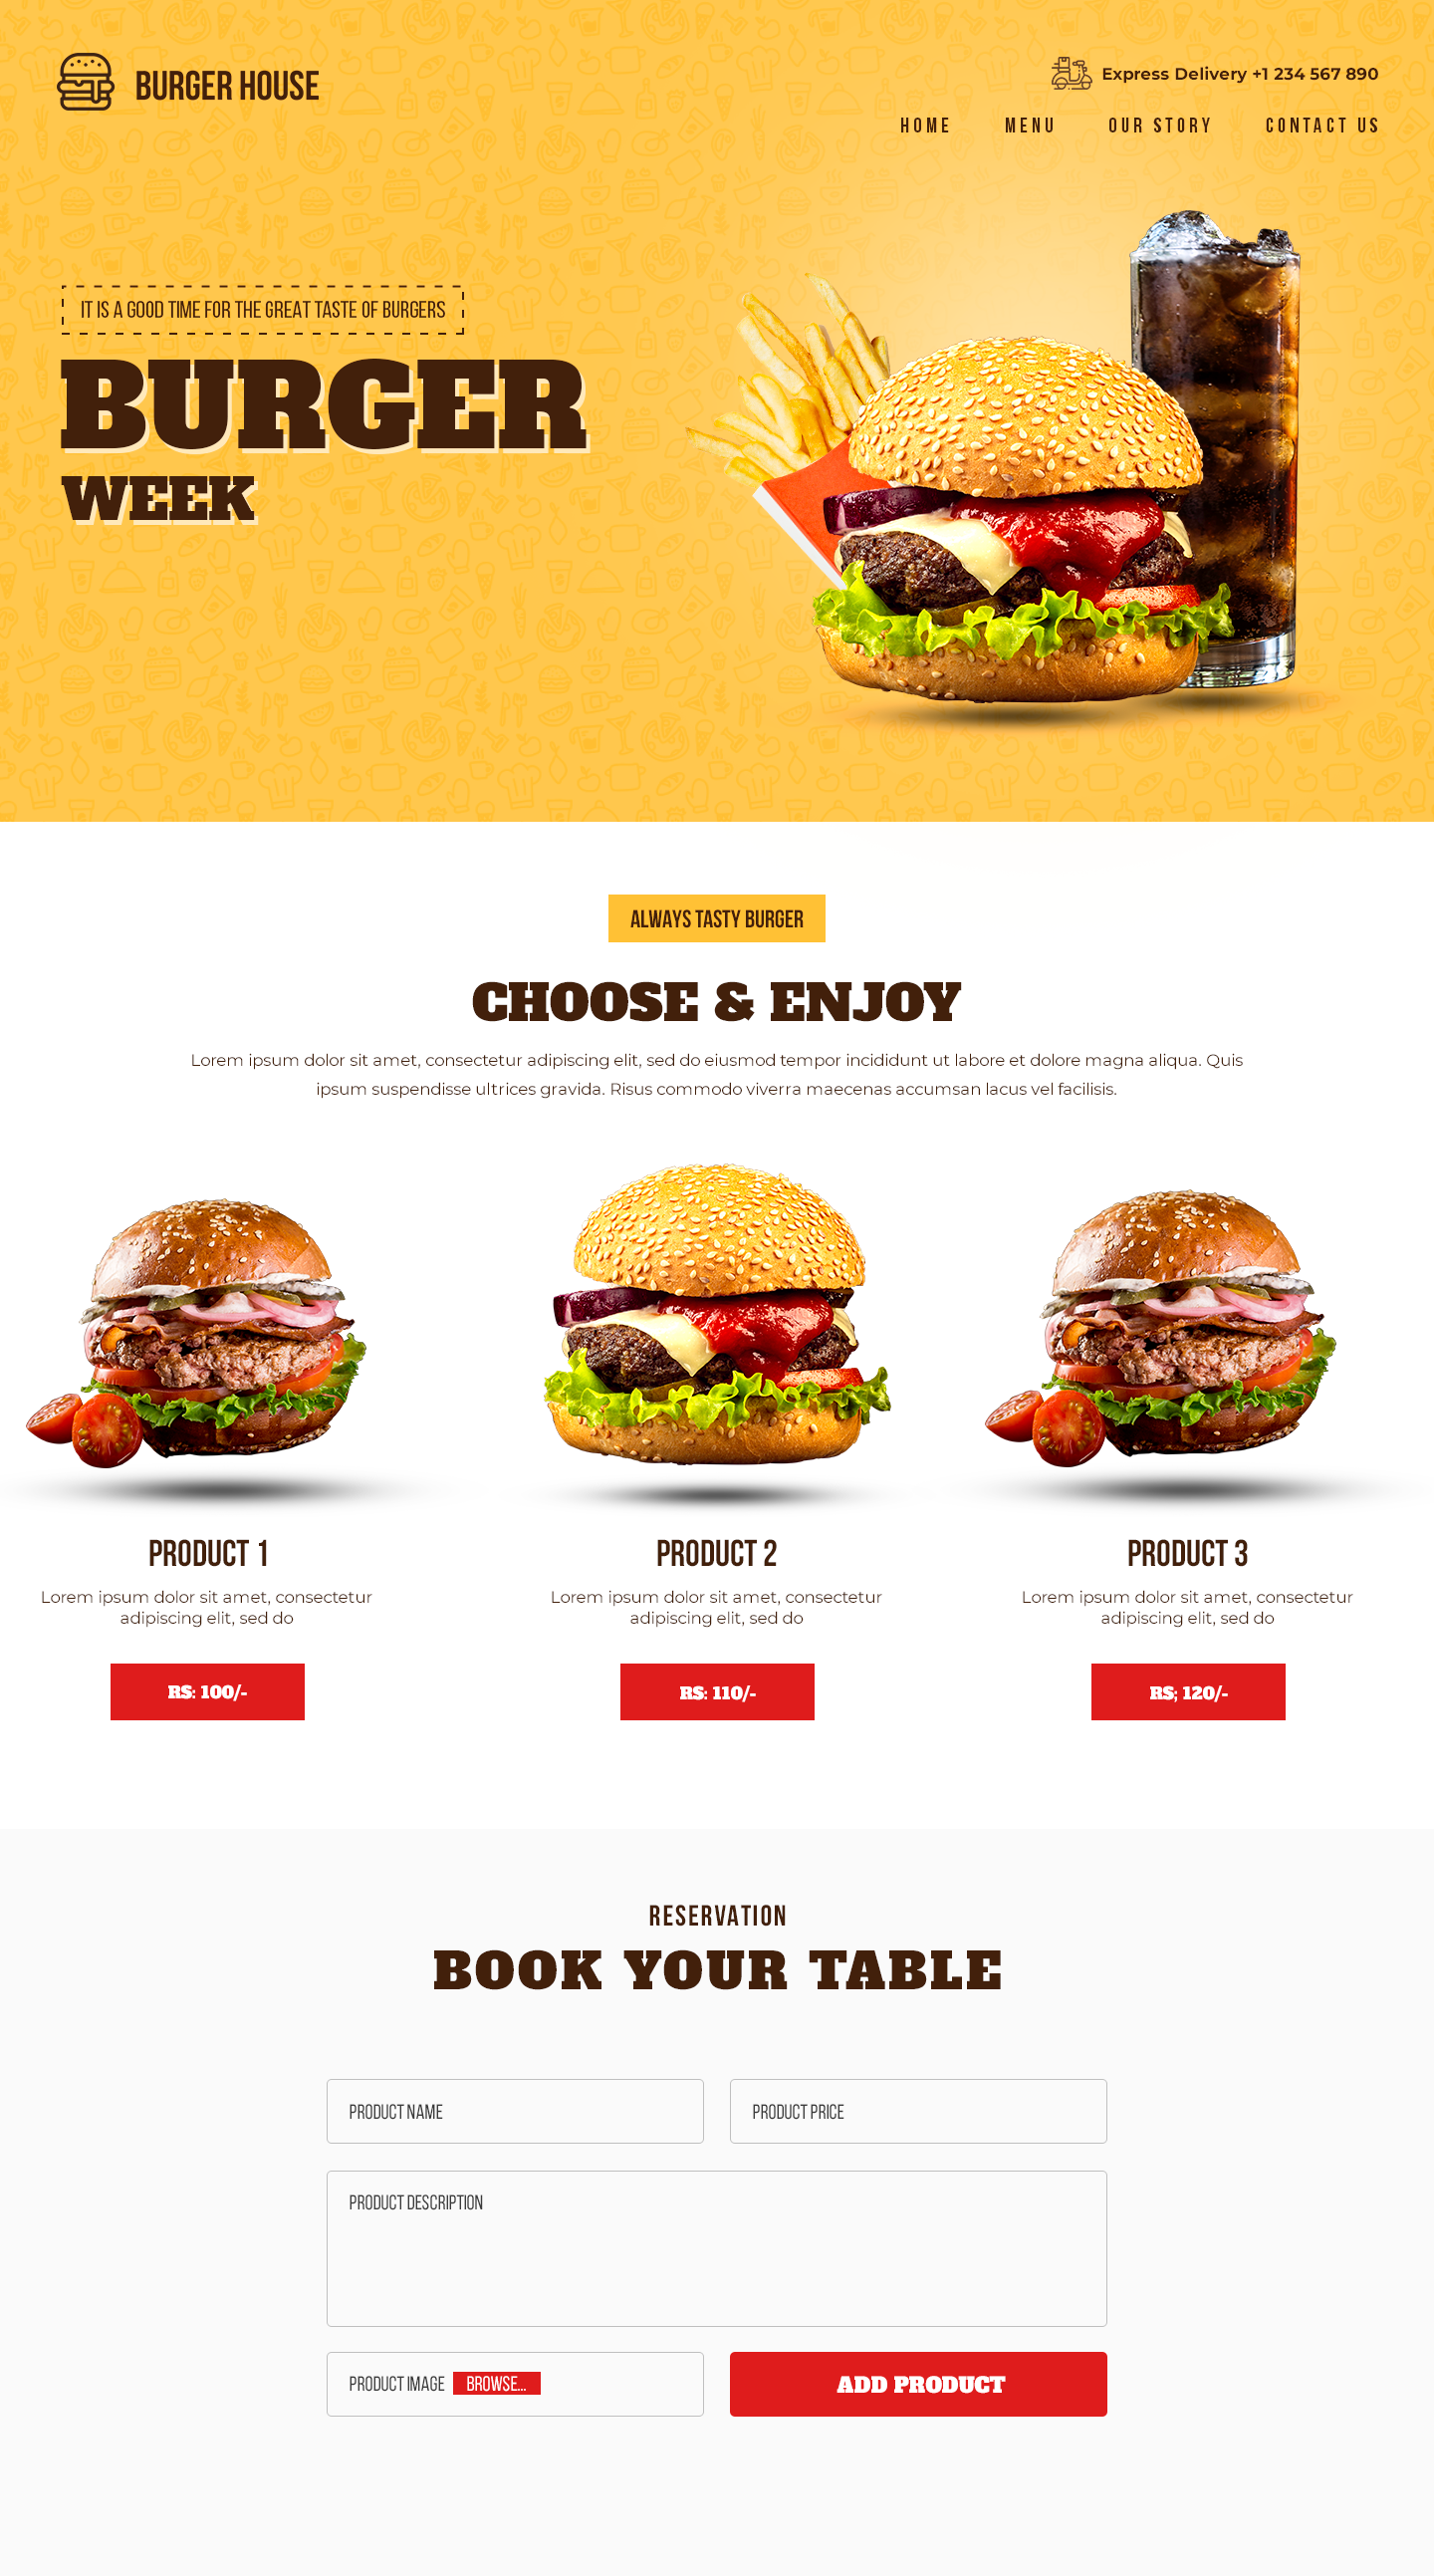 BURGER HOUSE
Express Delivery +1 234 567 890
HOME MENU OUR STORY CONTACT US
IT IS A GOOD TIME FOR THE GREAT TASTE OF BURGERS
BURGER
WEEK
ALWAYS TASTY BURGER
CHOOSE & ENJOY
Lorem ipsum dolor sit amet, consectetur adipiscing elit, sed do eiusmod tempor incididunt ut labore et dolore magna aliqua. Quis
ipsum suspendisse ultrices gravida. Risus commodo viverra maecenas accumsan lacus vel facilisis.
PRODUCT 1
Lorem ipsum dolor sit amet, consectetur
adipiscing elit, sed do
RS: 100/-
PRODUCT 2
Lorem ipsum dolor sit amet, consectetur
adipiscing elit, sed do
RS: 110/-
PRODUCT 3
Lorem ipsum dolor sit amet, consectetur
adipiscing elit, sed do
RS; 120/-
RESERVATION
BOOK YOUR TABLE
PRODUCT NAME
PRODUCT PRICE
PRODUCT DESCRIPTION
PRODUCT IMAGE BROWSE...
ADD PRODUCT